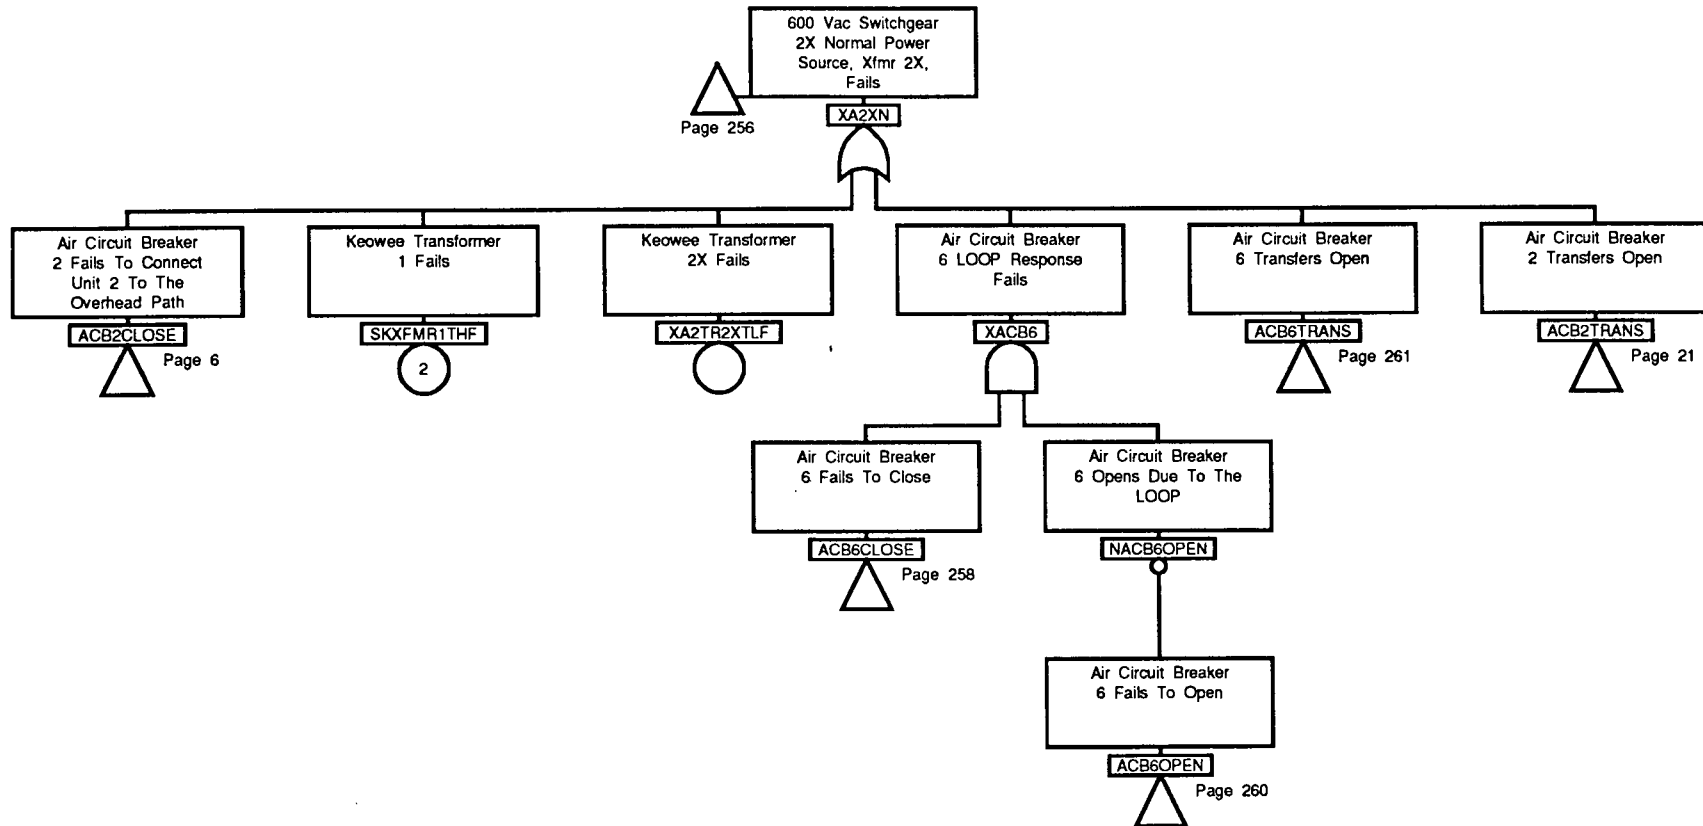 600 Vac Switchgear
2X Normal Power
Source, Xfmr 2X,
Fails
Page 256
XA2XN
Air Circuit Breaker
2 Fails To Connect
Unit 2 To The
Overhead Path
ACB2CLOSE
Page 6
Keowee Transformer
1 Fails
SKXFMR1THF
2
Keowee Transformer
2X Fails
XA2TR2XTLF
Air Circuit Breaker
6 LOOP Response
Fails
XACB6
Air Circuit Breaker
6 Transfers Open
ACB6TRANS
Page 261
Air Circuit Breaker
2 Transfers Open
ACB2TRANS
Page 21
Air Circuit Breaker
6 Fails To Close
ACB6CLOSE
Page 258
Air Circuit Breaker
6 Opens Due To The
LOOP
NACB6OPEN
Air Circuit Breaker
6 Fails To Open
ACB6OPEN
Page 260